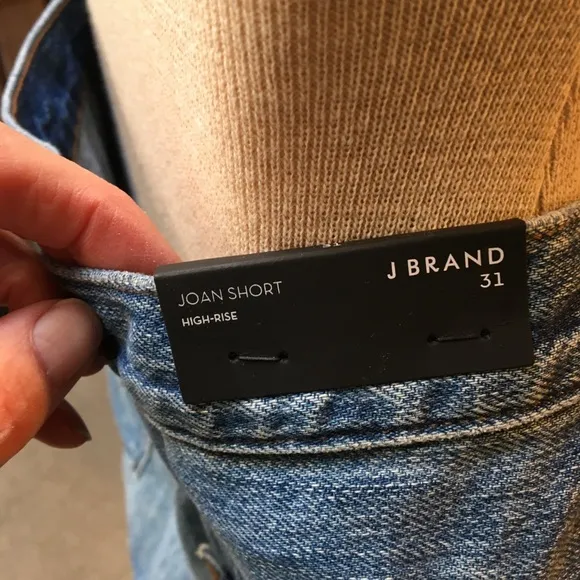 JOAN SHORT
HIGH-RISE
J BRAND
31